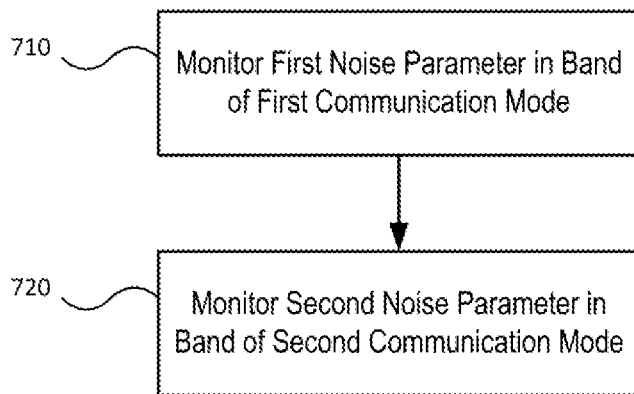 710
Monitor First Noise Parameter in Band
of First Communication Mode
720
Monitor Second Noise Parameter in
Band of Second Communication Mode